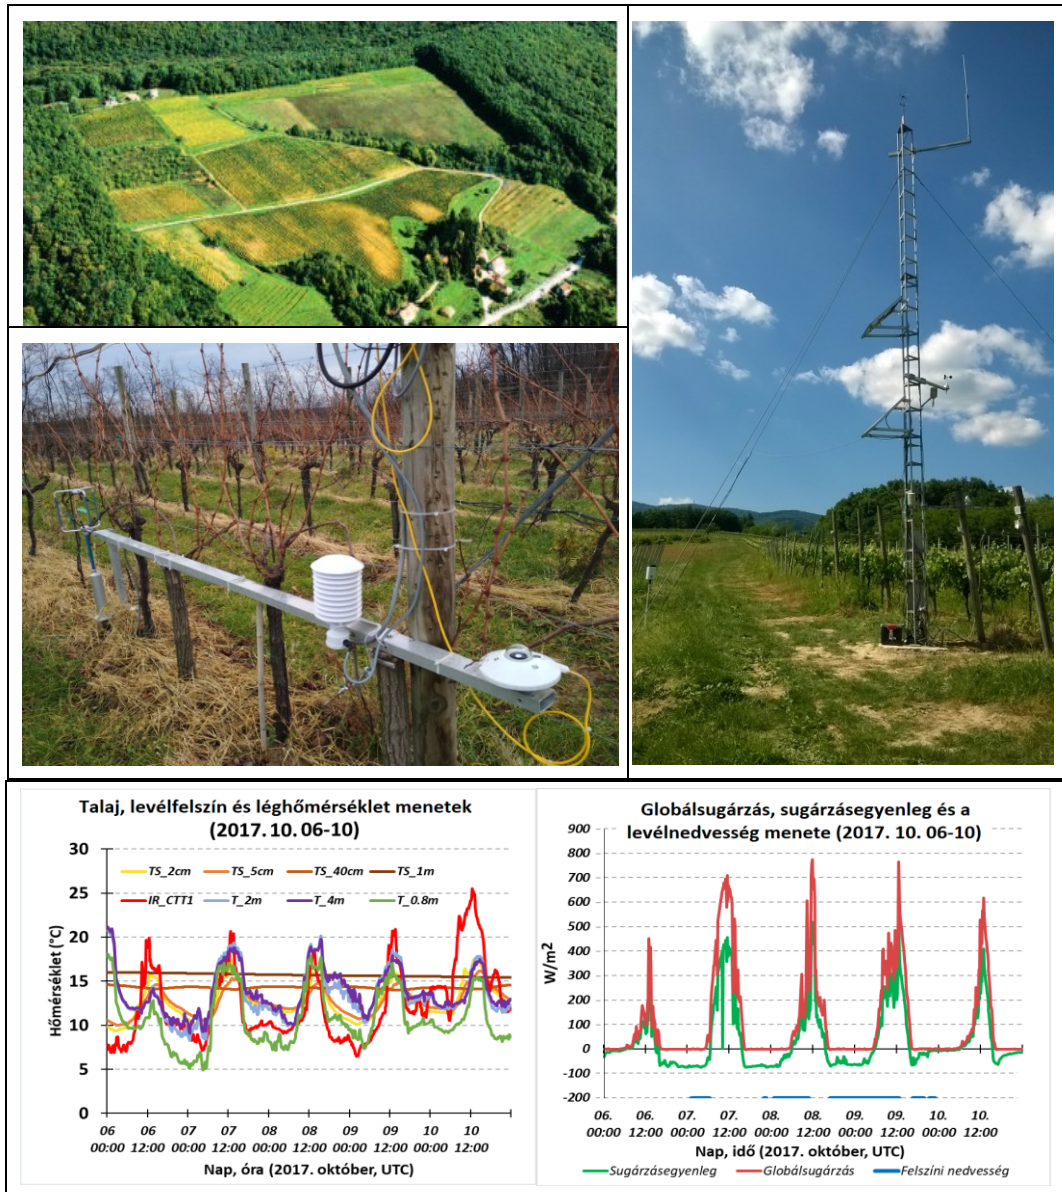 Talaj, levélfelszín és léghőmérséklet menetek
(2017. 10. 06-10)
Hőmérséklet (°C)
30
25
20
15
10
5
0
TS_2cm TS_5cm TS_40cm TS_1m
IR_CTT1 T_2m T_4m T_0.8m
06 06 07 07 08 08 09 09 10 10
00:00 12:00 00:00 12:00 00:00 12:00 00:00 12:00 00:00 12:00
Nap, óra (2017. október, UTC)
Globálsugárzás, sugárzásegyenleg és a
levélnedvesség menete (2017. 10. 06-10)
W/m2
900
800
700
600
500
400
300
200
100
0
-100
-200
06. 06. 07. 07. 08. 08. 09. 09. 10. 10.
00:00 12:00 00:00 12:00 00:00 12:00 00:00 12:00 00:00 12:00
Nap, idő (2017. október, UTC)
Sugárzásegyenleg Globálsugárzás Felszíni nedvesség